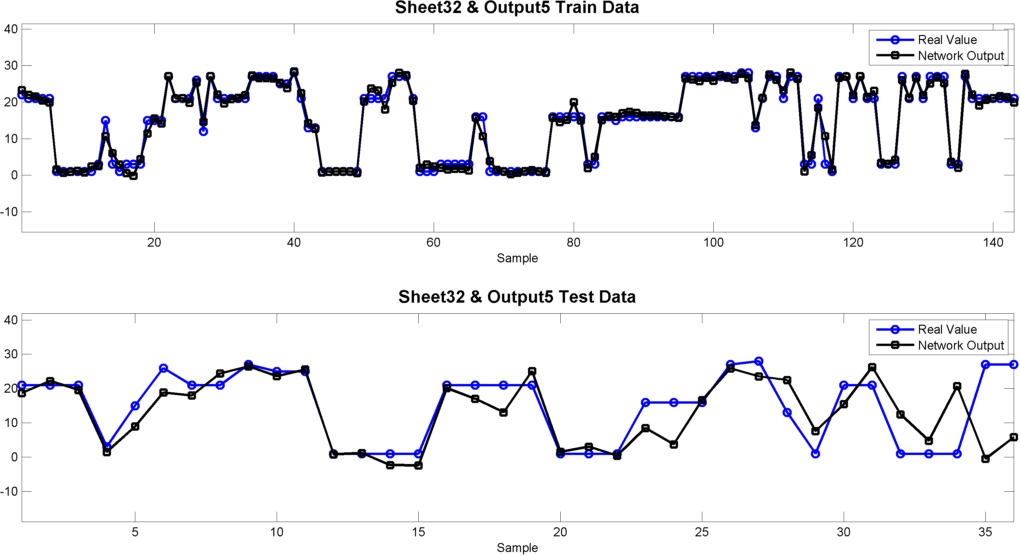 Sheet32 & Output5 Train Data
40
30
20
10
0
-10
Real Value
Network Output
20 40 60 80 100 120 140
Sample
Sheet32 & Output5 Test Data
40
30
20
10
0
-10
Real Value
Network Output
5 10 15 20 25 30 35
Sample